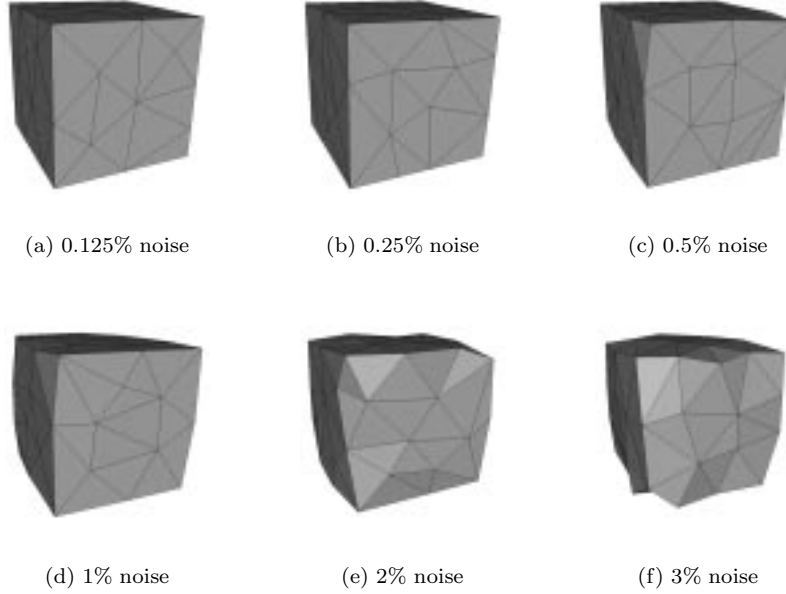 (a) 0.125% noise
(b) 0.25% noise
(c) 0.5% noise
(d) 1% noise
(e) 2% noise
(f) 3% noise